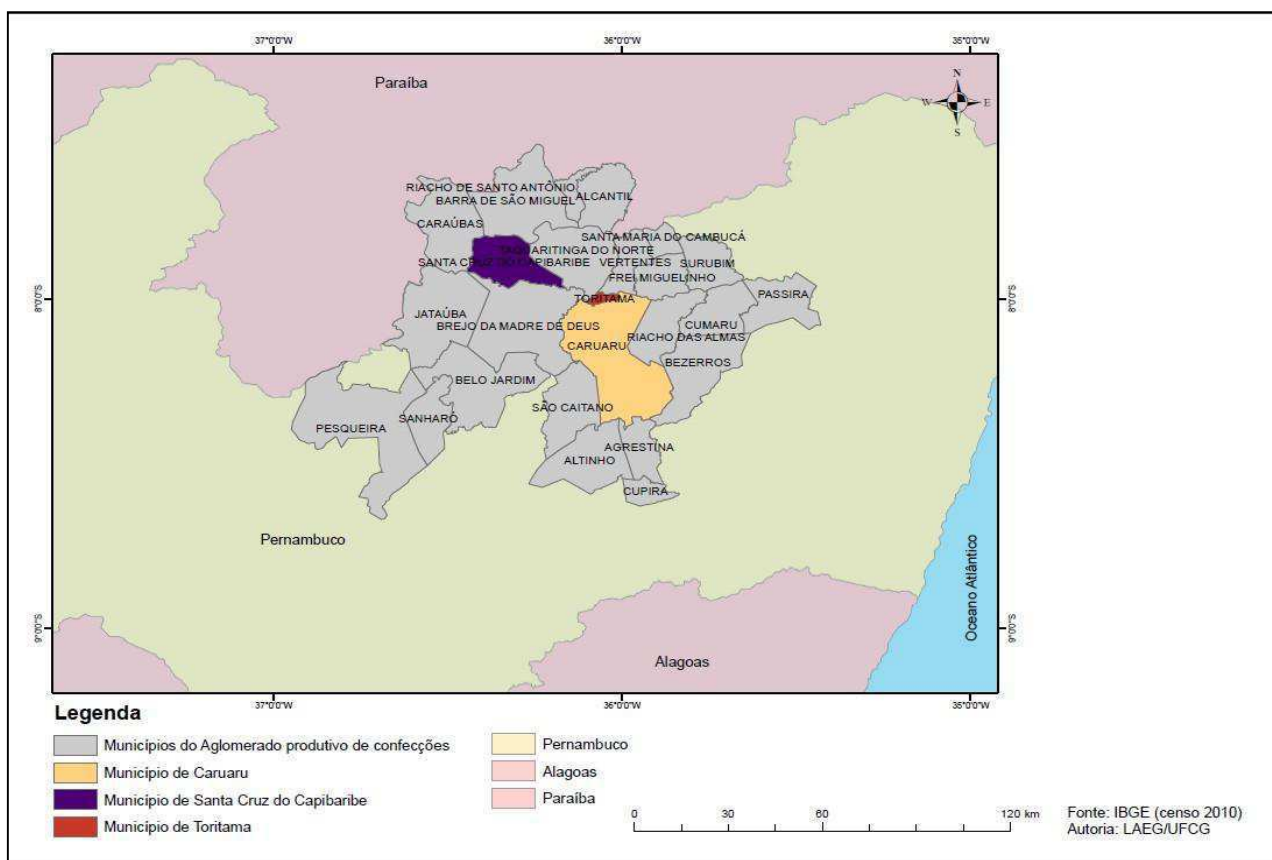 37°0'0"W 36°0'0"W 35°0'0"W
Paraíba
N
W E
S
RIACHO DE SANTO ANTÔNIO
BARRA DE SÃO MIGUEL
ALCANTIL
CARAÚBAS
SANTA MARIA DO CAMBUCÁ
TAQUARITINGA DO NORTE
SANTA CRUZ DO CAPIBARIBE
VERTENTES
SURUBIM
FREI MIGUELINHO
8°0'0"S
TORITAMA
PASSIRA
8°0'0"S
JATAÚBA
BREJO DA MADRE DE DEUS
CUMARU
RIACHO DAS ALMAS
CARUARU
BEZERROS
BELO JARDIM
SÃO CAITANO
SANHARÓ
PESQUEIRA
AGRESTINA
ALTINHO
CUPIRA
Pernambuco
Oceano Atlântico
9°0'0"S
9°0'0"S
Alagoas
37°0'0"W 36°0'0"W 35°0'0"W
Legenda
Municípios do Aglomerado produtivo de confecções
Município de Caruaru
Município de Santa Cruz do Capibaribe
Município de Toritama
Pernambuco
Alagoas
Paraíba
0 30 60 120 km
Fonte: IBGE (censo 2010)
Autoria: LAEG/UFCG